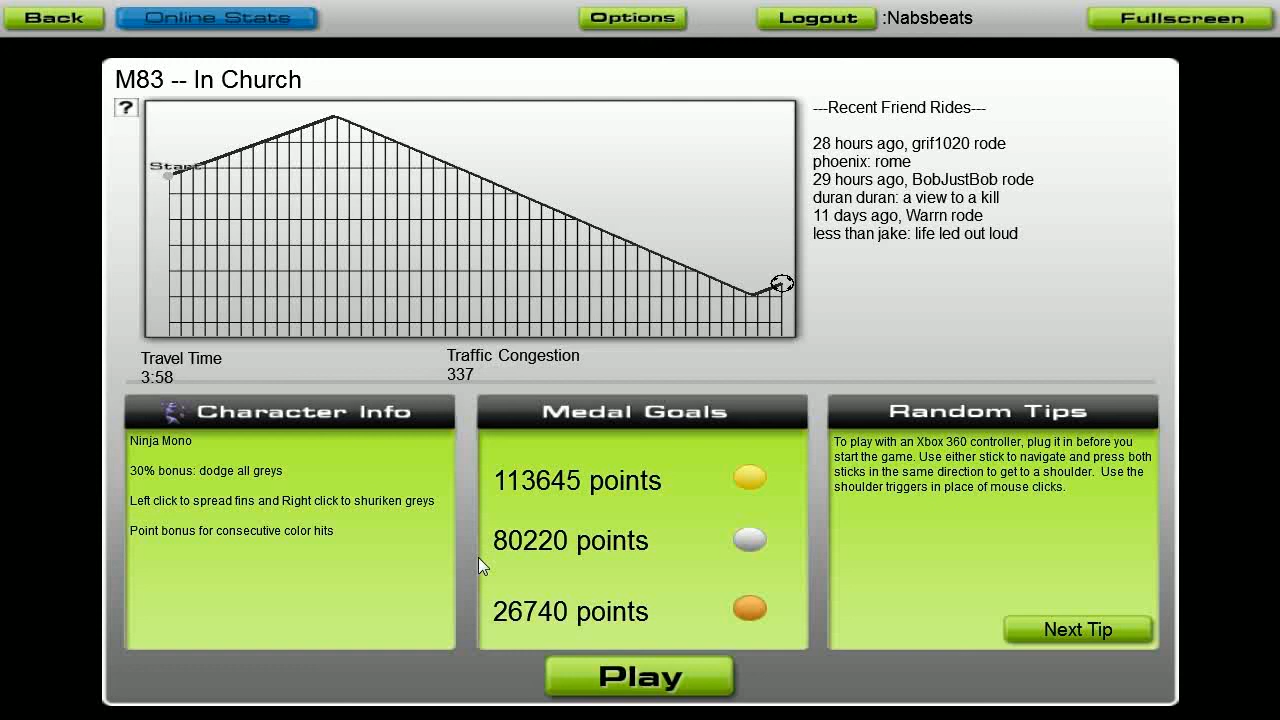 Back
Online Stats
Options
Logout
:Nabsbeats
Fullscreen
M83 -- In Church
?
Start
---Recent Friend Rides---
28 hours ago, grif1020 rode
phoenix: rome
29 hours ago, BobJustBob rode
duran duran: a view to a kill
11 days ago, Warrn rode
less than jake: life led out loud
Travel Time
3:58
Traffic Congestion
337
Character Info
Ninja Mono
30% bonus: dodge all greys
Left click to spread fins and Right click to shuriken greys
Point bonus for consecutive color hits
Medal Goals
113645 points
80220 points
26740 points
Random Tips
To play with an Xbox 360 controller, plug it in before you
start the game. Use either stick to navigate and press both
sticks in the same direction to get to a shoulder. Use the
shoulder triggers in place of mouse clicks.
Next Tip
Play